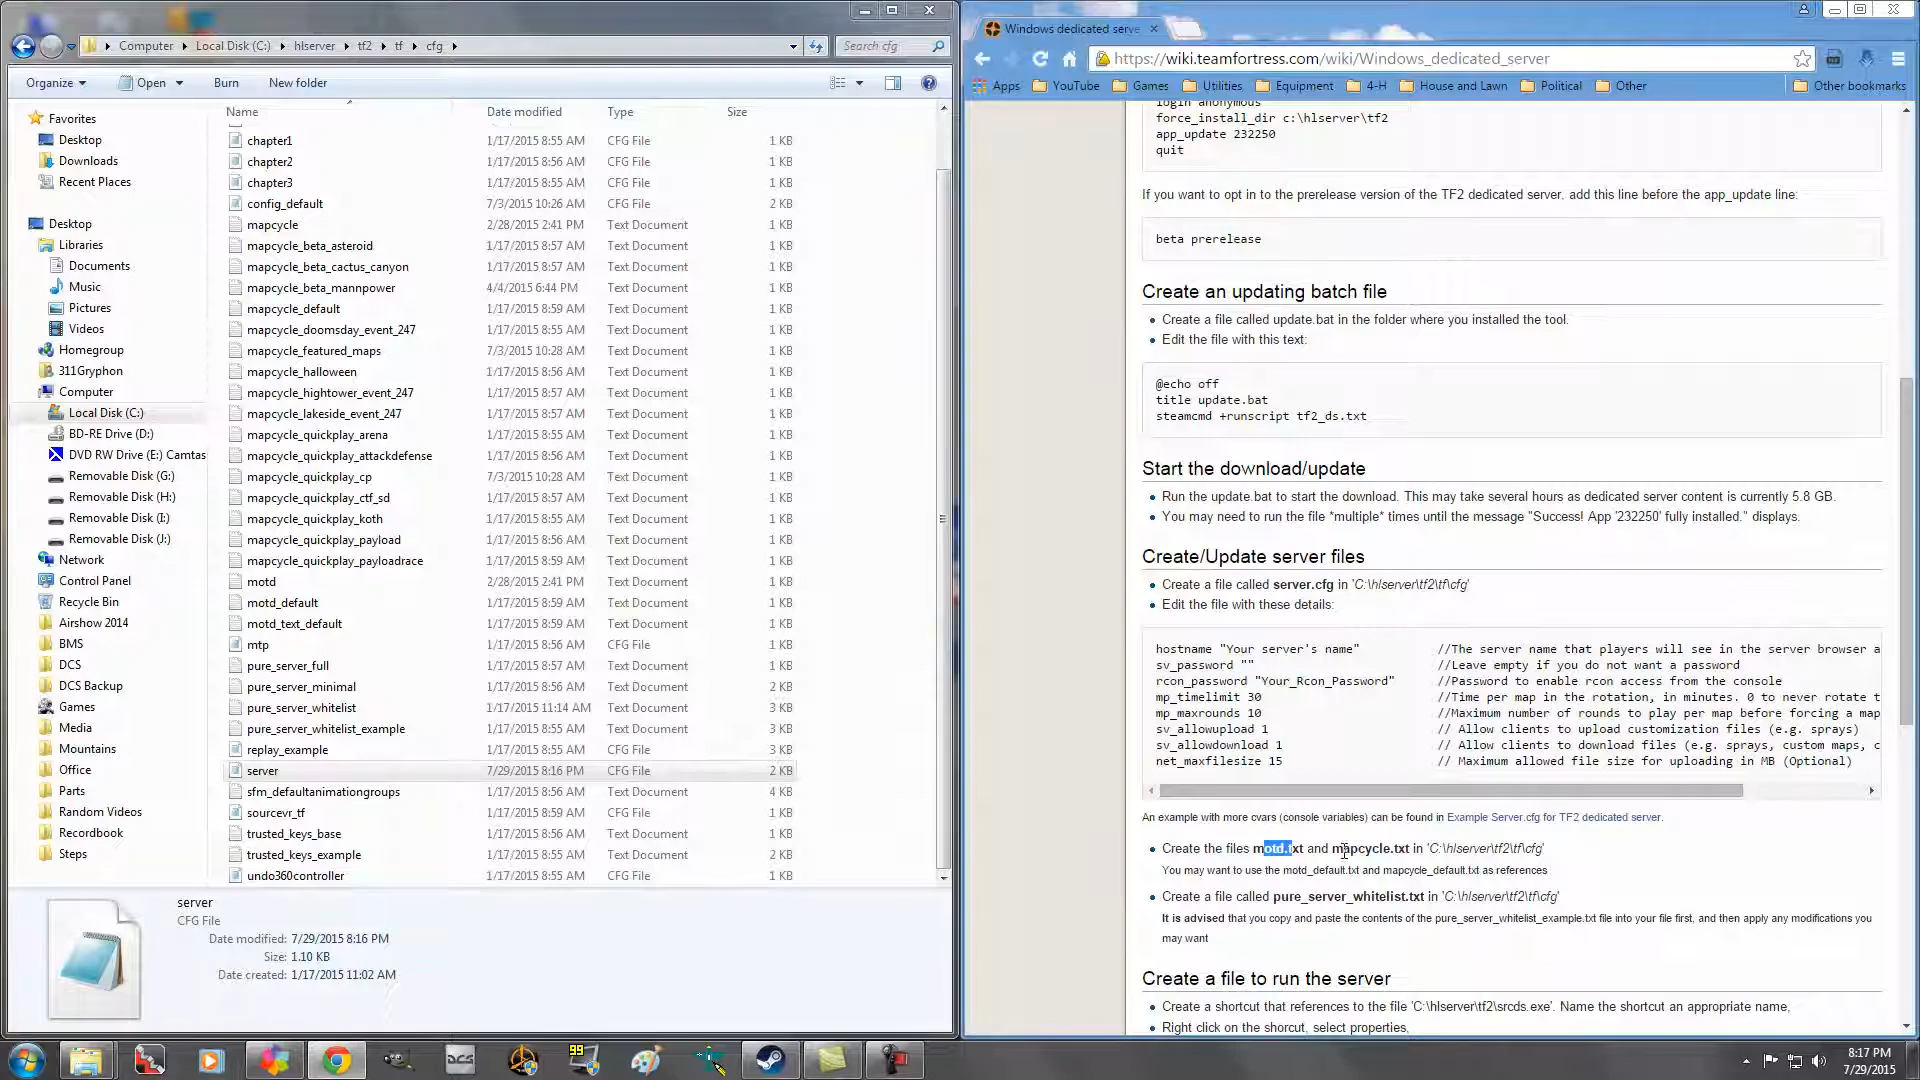 Computer Local Disk (C:) hlserver tf2 tf cfg
Search cfg
Organize Open Burn New folder
Favorites
Desktop
Downloads
Recent Places
Desktop
Libraries
Documents
Music
Pictures
Videos
Homegroup
311Gryphon
Computer
Local Disk (C:)
BD-RE Drive (D:)
DVD RW Drive (E:) Camtas
Removable Disk (G:)
Removable Disk (H:)
Removable Disk (I:)
Removable Disk (J:)
Network
Control Panel
Recycle Bin
Airshow 2014
BMS
DCS
DCS Backup
Games
Media
Mountains
Office
Parts
Random Videos
Recordbook
Steps
Name Date modified Type Size
chapter1 1/17/2015 8:55 AM CFG File 1 KB
chapter2 1/17/2015 8:56 AM CFG File 1 KB
chapter3 1/17/2015 8:55 AM CFG File 1 KB
config_default 7/3/2015 10:26 AM CFG File 2 KB
mapcycle 2/28/2015 2:41 PM Text Document 1 KB
mapcycle_beta_asteroid 1/17/2015 8:57 AM Text Document 1 KB
mapcycle_beta_cactus_canyon 1/17/2015 8:57 AM Text Document 1 KB
mapcycle_beta_mannpower 4/4/2015 6:44 PM Text Document 1 KB
mapcycle_default 1/17/2015 8:59 AM Text Document 1 KB
mapcycle_doomsday_event_247 1/17/2015 8:55 AM Text Document 1 KB
mapcycle_featured_maps 7/3/2015 10:28 AM Text Document 1 KB
mapcycle_halloween 1/17/2015 8:56 AM Text Document 1 KB
mapcycle_hightower_event_247 1/17/2015 8:57 AM Text Document 1 KB
mapcycle_lakeside_event_247 1/17/2015 8:57 AM Text Document 1 KB
mapcycle_quickplay_arena 1/17/2015 8:55 AM Text Document 1 KB
mapcycle_quickplay_attackdefense 1/17/2015 8:56 AM Text Document 1 KB
mapcycle_quickplay_cp 7/3/2015 10:28 AM Text Document 1 KB
mapcycle_quickplay_ctf_sd 1/17/2015 8:57 AM Text Document 1 KB
mapcycle_quickplay_koth 1/17/2015 8:55 AM Text Document 1 KB
mapcycle_quickplay_payload 1/17/2015 8:56 AM Text Document 1 KB
mapcycle_quickplay_payloadrace 1/17/2015 8:57 AM Text Document 1 KB
motd 2/28/2015 2:41 PM Text Document 1 KB
motd_default 1/17/2015 8:59 AM Text Document 1 KB
motd_text_default 1/17/2015 8:59 AM Text Document 1 KB
mtp 1/17/2015 8:56 AM CFG File 1 KB
pure_server_full 1/17/2015 8:57 AM Text Document 1 KB
pure_server_minimal 1/17/2015 8:56 AM Text Document 2 KB
pure_server_whitelist 1/17/2015 11:14 AM Text Document 3 KB
pure_server_whitelist_example 1/17/2015 8:57 AM Text Document 3 KB
replay_example 1/17/2015 8:55 AM CFG File 3 KB
server 7/29/2015 8:16 PM CFG File 2 KB
sfm_defaultanimationgroups 1/17/2015 8:56 AM Text Document 4 KB
sourcevr_tf 1/17/2015 8:59 AM CFG File 1 KB
trusted_keys_base 1/17/2015 8:56 AM Text Document 1 KB
trusted_keys_example 1/17/2015 8:55 AM Text Document 2 KB
undo360controller 1/17/2015 8:55 AM CFG File 1 KB
server
CFG File
Date modified: 7/29/2015 8:16 PM
Size: 1.10 KB
Date created: 1/17/2015 11:02 AM
Windows dedicated serve
https://wiki.teamfortress.com/wiki/Windows_dedicated_server
Apps YouTube Games Utilities Equipment 4-H House and Lawn Political Other Other bookmarks
login anonymous
force_install_dir c:\hlserver\tf2
app_update 232250
quit
If you want to opt in to the prerelease version of the TF2 dedicated server, add this line before the app_update line:
beta prerelease
Create an updating batch file
Create a file called update.bat in the folder where you installed the tool.
Edit the file with this text:
@echo off
title update.bat
steamcmd +runscript tf2_ds.txt
Start the download/update
Run the update.bat to start the download. This may take several hours as dedicated server content is currently 5.8 GB.
You may need to run the file *multiple* times until the message "Success! App '232250' fully installed." displays.
Create/Update server files
Create a file called server.cfg in 'C:\hlserver\tf2\tf\cfg'
Edit the file with these details:
hostname "Your server's name" //The server name that players will see in the server browser a
sv_password "" //Leave empty if you do not want a password
rcon_password "Your_Rcon_Password" //Password to enable rcon access from the console
mp_timelimit 30 //Time per map in the rotation, in minutes. 0 to never rotate t
mp_maxrounds 10 //Maximum number of rounds to play per map before forcing a map
sv_allowupload 1 // Allow clients to upload customization files (e.g. sprays)
sv_allowdownload 1 // Allow clients to download files (e.g. sprays, custom maps, c
net_maxfilesize 15 // Maximum allowed file size for uploading in MB (Optional)
An example with more cvars (console variables) can be found in Example Server.cfg for TF2 dedicated server.
Create the files motd.txt and mapcycle.txt in 'C:\hlserver\tf2\tf\cfg'
You may want to use the motd_default.txt and mapcycle_default.txt as references
Create a file called pure_server_whitelist.txt in 'C:\hlserver\tf2\tf\cfg'
It is advised that you copy and paste the contents of the pure_server_whitelist_example.txt file into your file first, and then apply any modifications you
may want
Create a file to run the server
Create a shortcut that references to the file 'C:\hlserver\tf2\srcds.exe'. Name the shortcut an appropriate name,
Right click on the shorcut, select properties,
DCS
99
8:17 PM
7/29/2015